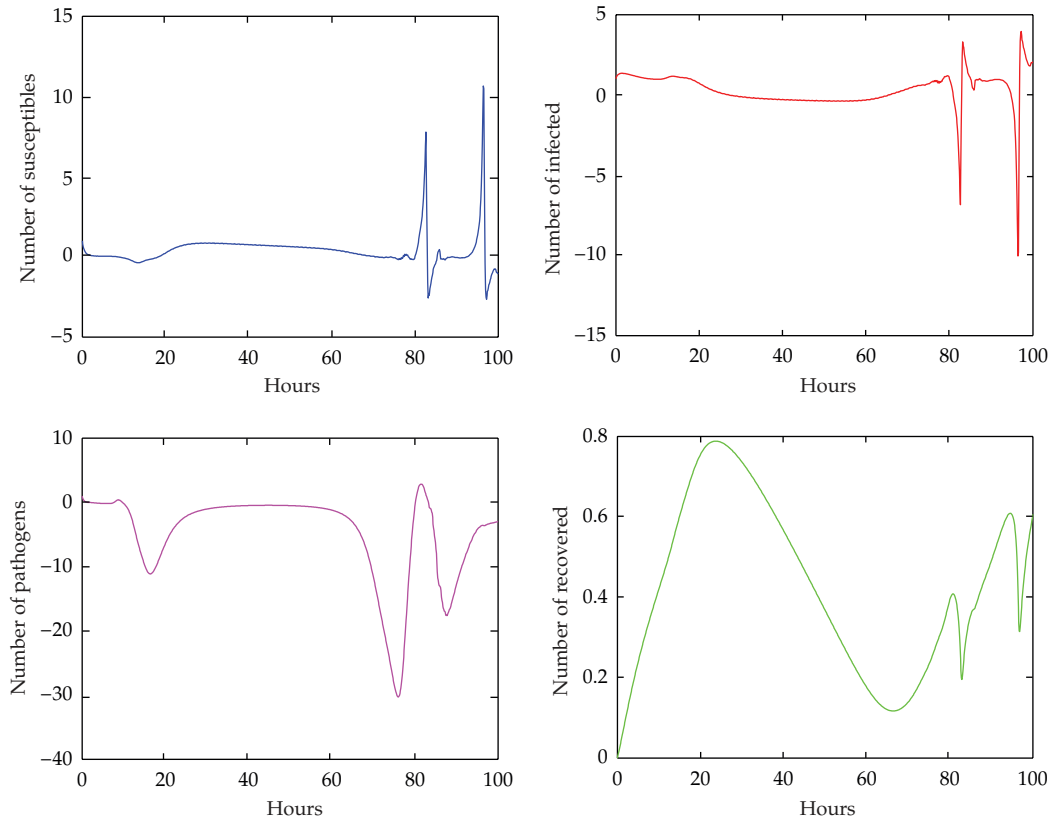 Number of susceptibles
15
10
5
0
−5
0 20 40 60 80 100
Hours
Number of infected
5
0
−5
−10
−15
0 20 40 60 80 100
Hours
Number of pathogens
10
0
−10
−20
−30
−40
0 20 40 60 80 100
Hours
Number of recovered
0.8
0.6
0.4
0.2
0
0 20 40 60 80 100
Hours